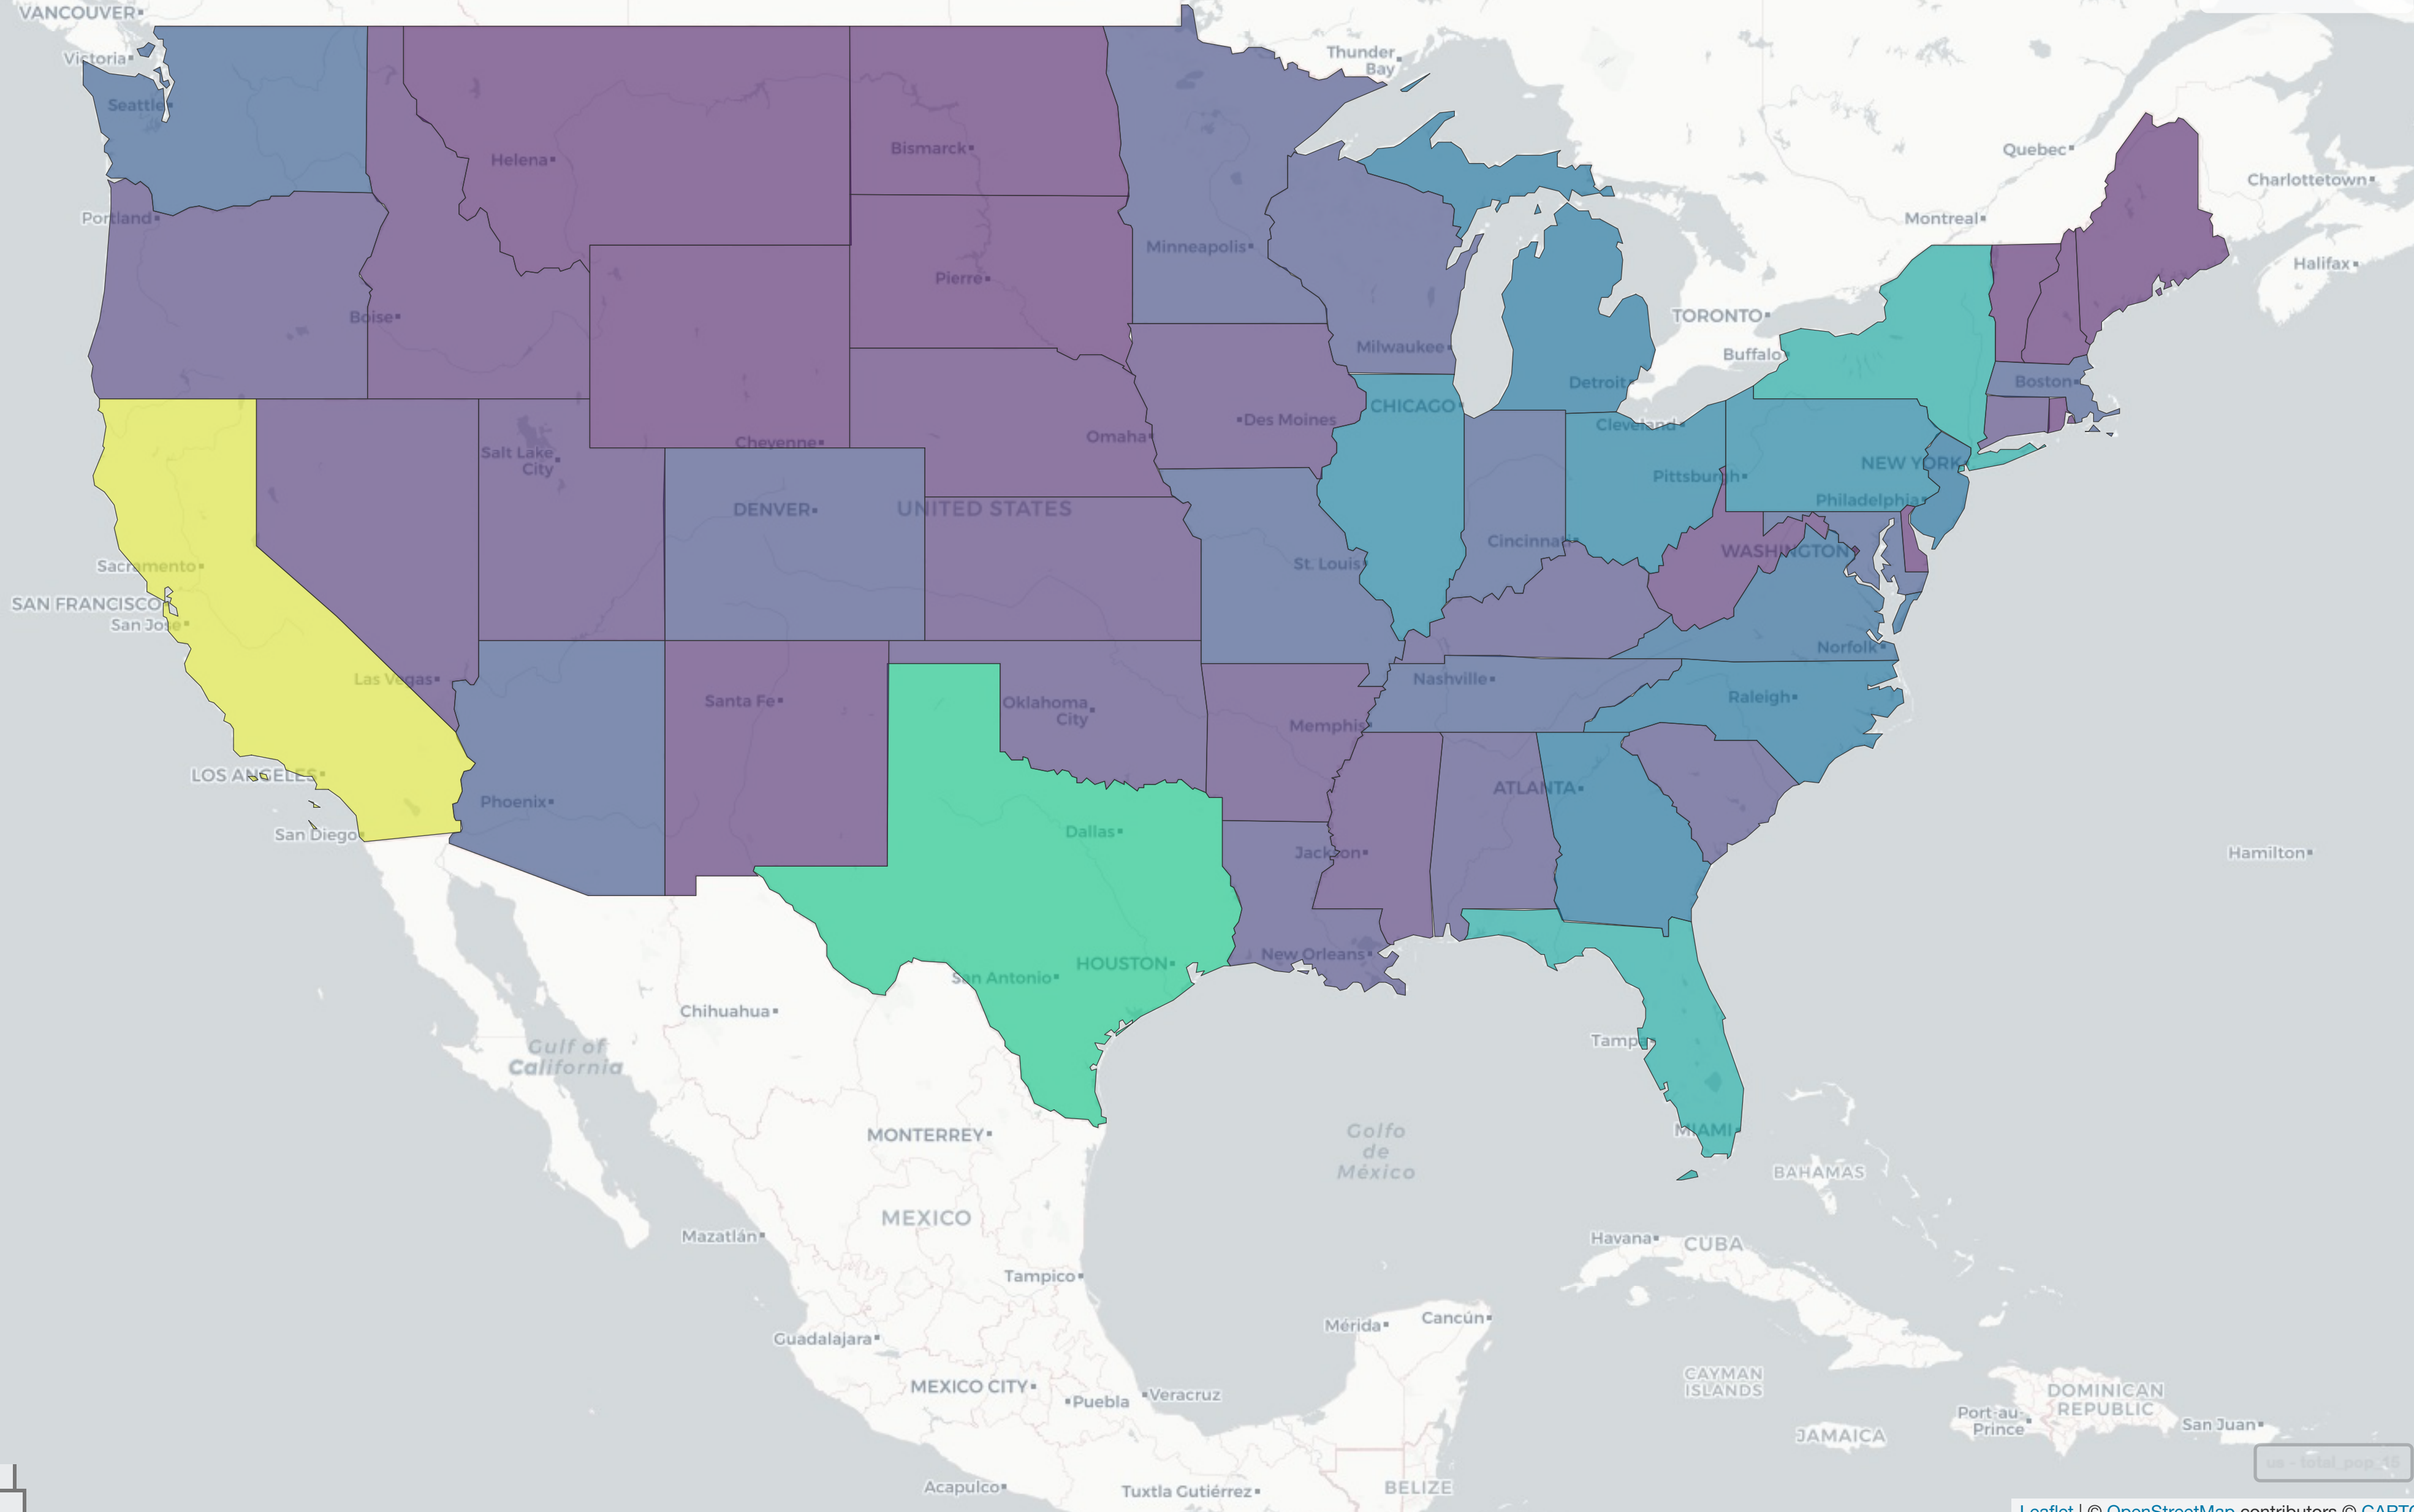 VANCOUVER
Victoria
Thunder
Bay
Seattle
Bismarck
Quebec
Helena
Charlottetown
Portland
Montreal
Minneapolis
Halifax
Pierre
Boise
TORONTO
Milwaukee
Buffalo
Detroit
Boston
CHICAGO
Des Moines
Cleveland
Omaha
Cheyenne
Salt Lake
City
NEW YORK
Pittsburgh
Philadelphia
DENVER
UNITED STATES
Cincinnati
WASHINGTON
St. Louis
Sacramento
SAN FRANCISCO
San Jose
Norfolk
Las Vegas
Nashville
Santa Fe
Raleigh
Oklahoma
City
Memphis
LOS ANGELES
ATLANTA
Phoenix
Dallas
San Diego
Jackson
Hamilton
New Orleans
HOUSTON
San Antonio
Chihuahua
Tampa
Gulf of
California
MIAMI
MONTERREY
Golfo
de
México
BAHAMAS
MEXICO
Mazatlán
Havana
CUBA
Tampico
Cancún
Mérida
Guadalajara
CAYMAN
ISLANDS
MEXICO CITY
DOMINICAN
REPUBLIC
Veracruz
Puebla
Port-au-
Prince
San Juan
JAMAICA
us - total_pop_16
Acapulco
Tuxtla Gutiérrez
BELIZE
Leaflet | © OpenStreetMap contributors © CARTO